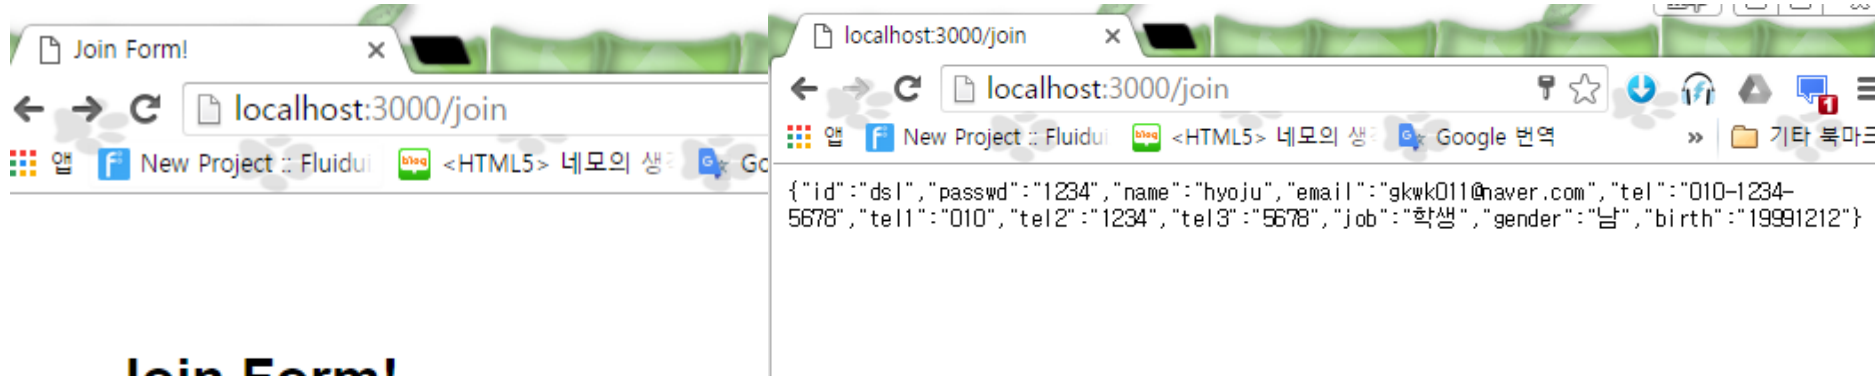 Join Form!
localhost:3000/join
앱 New Project :: Fluidui blog <HTML5> 네모의 생
Join Form!
localhost:3000/join
localhost:3000/join
1
앱 New Project :: Fluidui blog <HTML5> 네모의 생 Google 번역 » 기타 북마크
{"id":"dsl","passwd":"1234","name":"hyoju","email":"gkwk011@naver.com","tel":"010-1234-
5678","tel1":"010","tel2":"1234","tel3":"5678","job":"학생","gender":"남","birth":"19991212"}